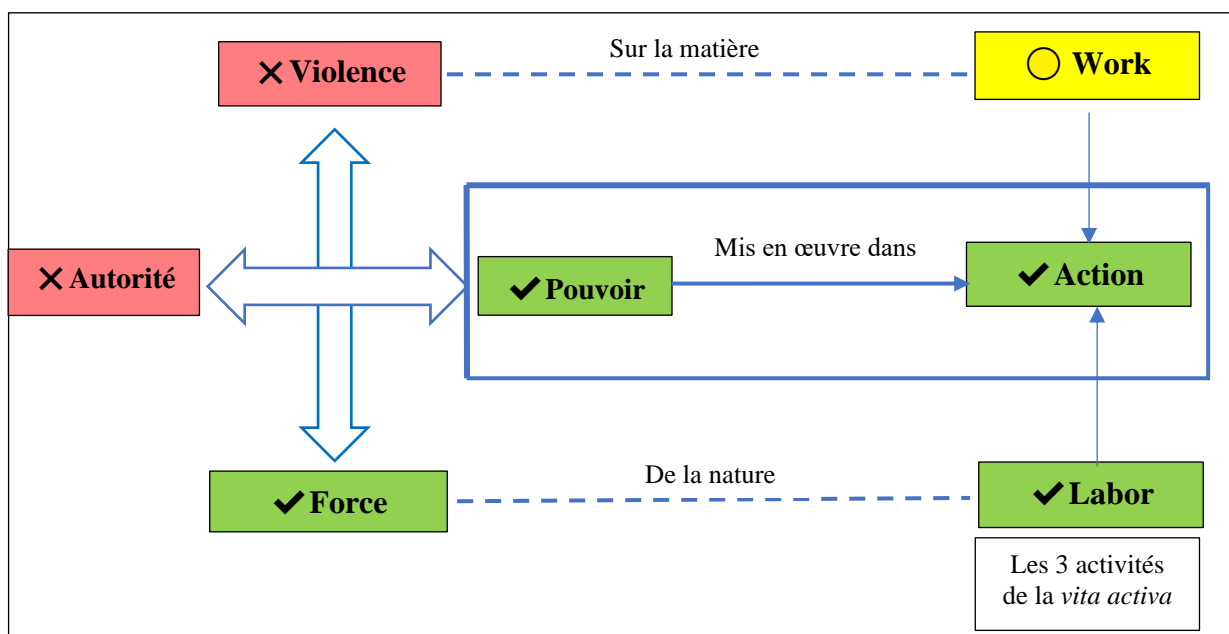 ✕ Violence
Sur la matière
◯ Work
✕ Autorité
✔ Pouvoir
Mis en œuvre dans
✔ Action
✔ Force
De la nature
✔ Labor
Les 3 activités
de la vita activa